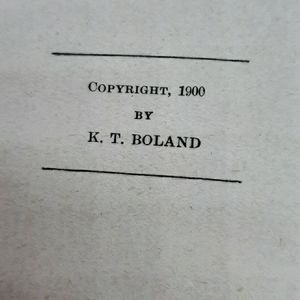 COPYRIGHT, 1900
BY
K. T. BOLAND